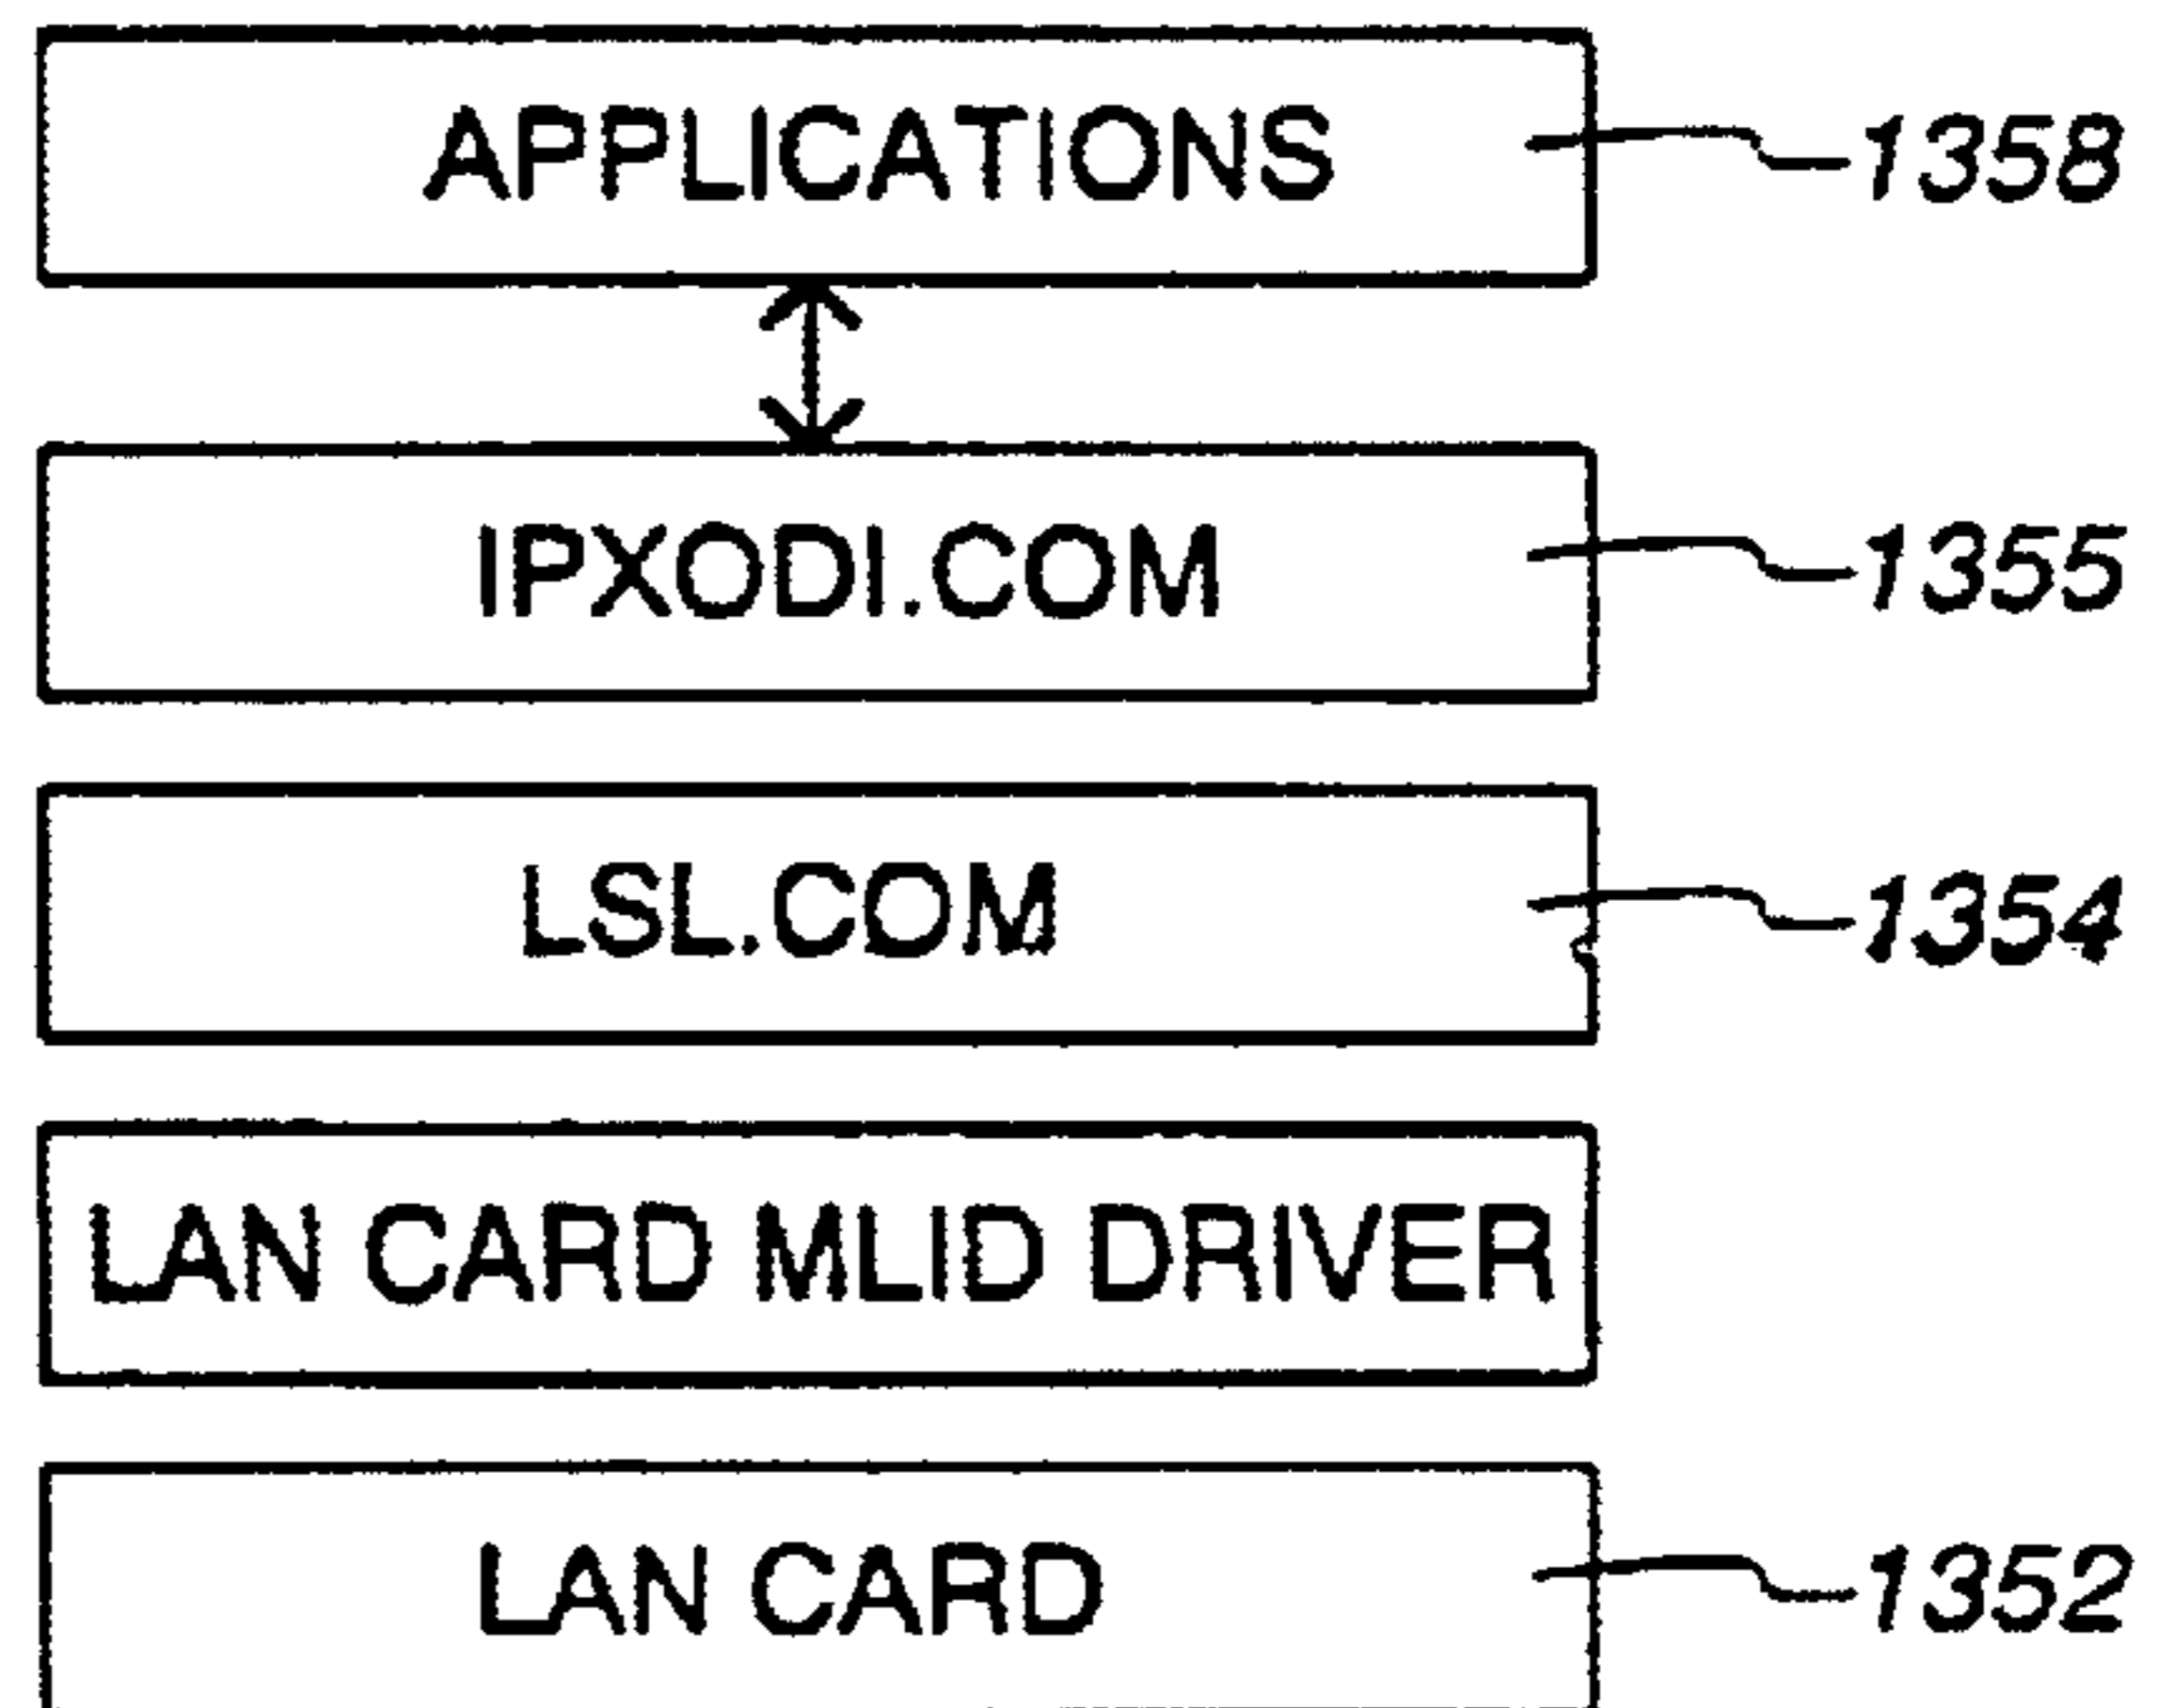 APPLICATIONS 1358
IPXODI.COM 1355
LSL.COM 1354
LAN CARD MLID DRIVER
LAN CARD 1352